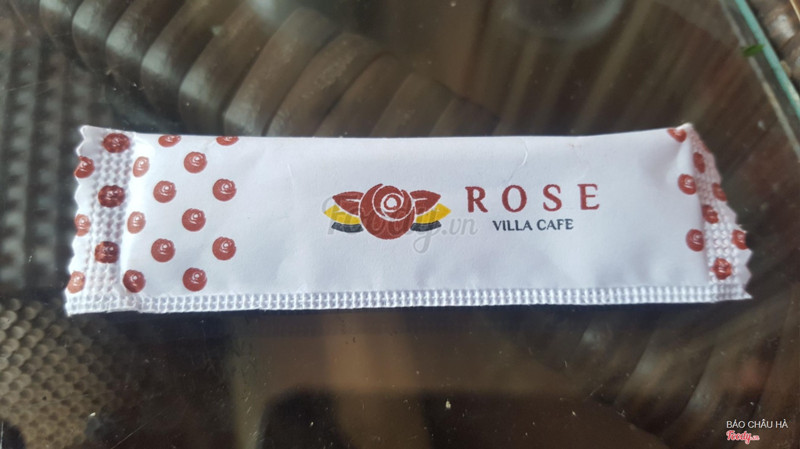 ROSE
VILLA CAFE
Foody.vn
BẢO CHÂU HÀ
Foody.vn